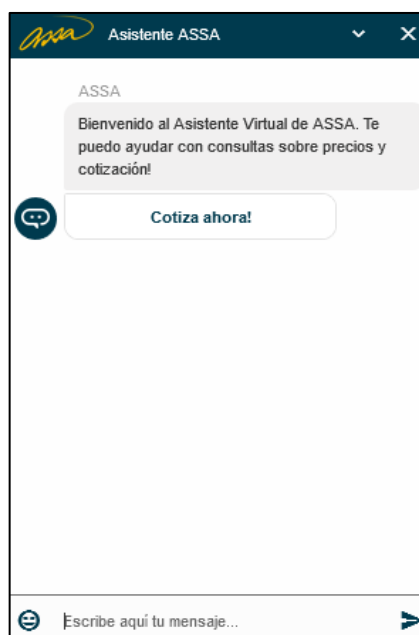 assa Asistente ASSA
ASSA
Bienvenido al Asistente Virtual de ASSA. Te
puedo ayudar con consultas sobre precios y
cotización!
Cotiza ahora!
Escribe aquí tu mensaje...